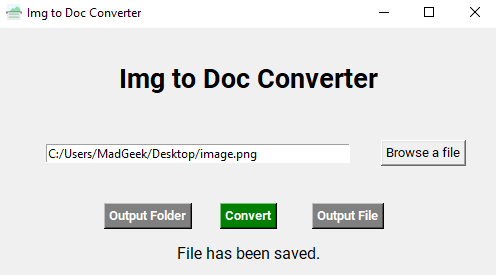 Img to Doc Converter
Img to Doc Converter
C:/Users/MadGeek/Desktop/image.png Browse a file
Output Folder Convert Output File
File has been saved.